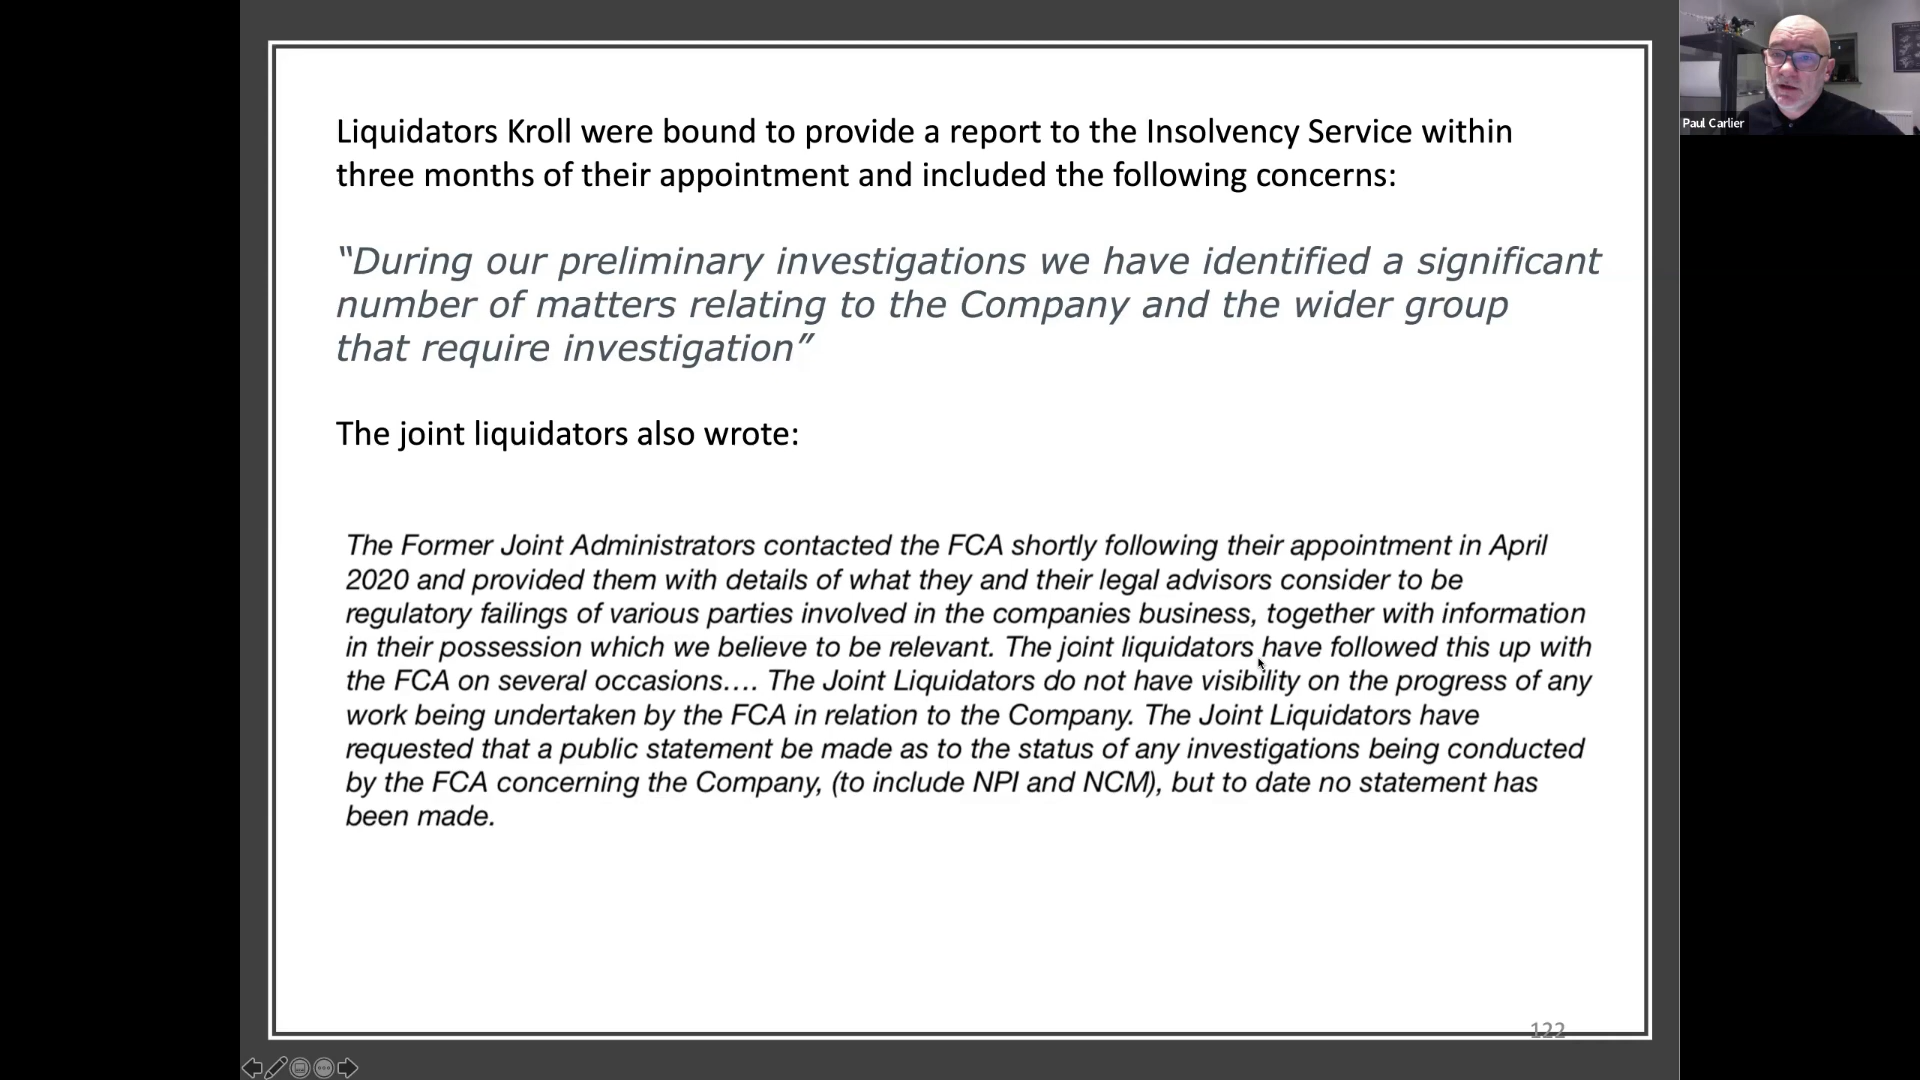 Paul Carlier
Liquidators Kroll were bound to provide a report to the Insolvency Service within
three months of their appointment and included the following concerns:
“During our preliminary investigations we have identified a significant
number of matters relating to the Company and the wider group
that require investigation”
The joint liquidators also wrote:
The Former Joint Administrators contacted the FCA shortly following their appointment in April
2020 and provided them with details of what they and their legal advisors consider to be
regulatory failings of various parties involved in the companies business, together with information
in their possession which we believe to be relevant. The joint liquidators have followed this up with
the FCA on several occasions…. The Joint Liquidators do not have visibility on the progress of any
work being undertaken by the FCA in relation to the Company. The Joint Liquidators have
requested that a public statement be made as to the status of any investigations being conducted
by the FCA concerning the Company, (to include NPI and NCM), but to date no statement has
been made.
122